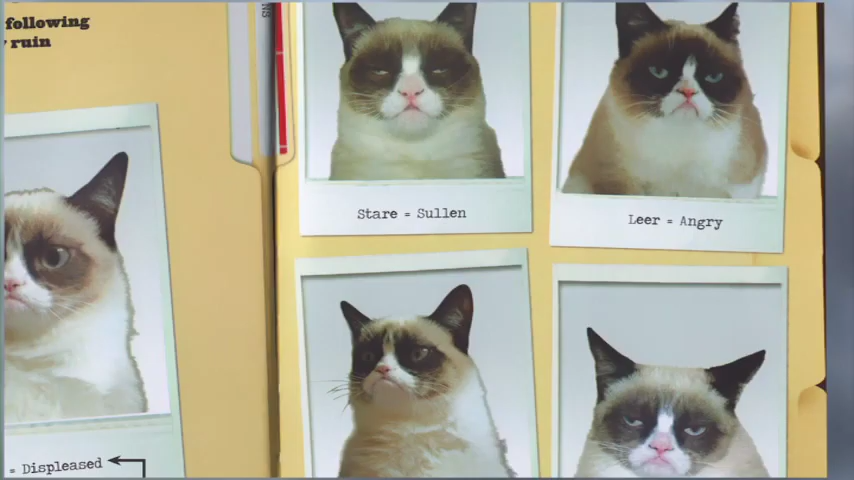 following
ruin
= Displeased
Stare = Sullen
Leer = Angry